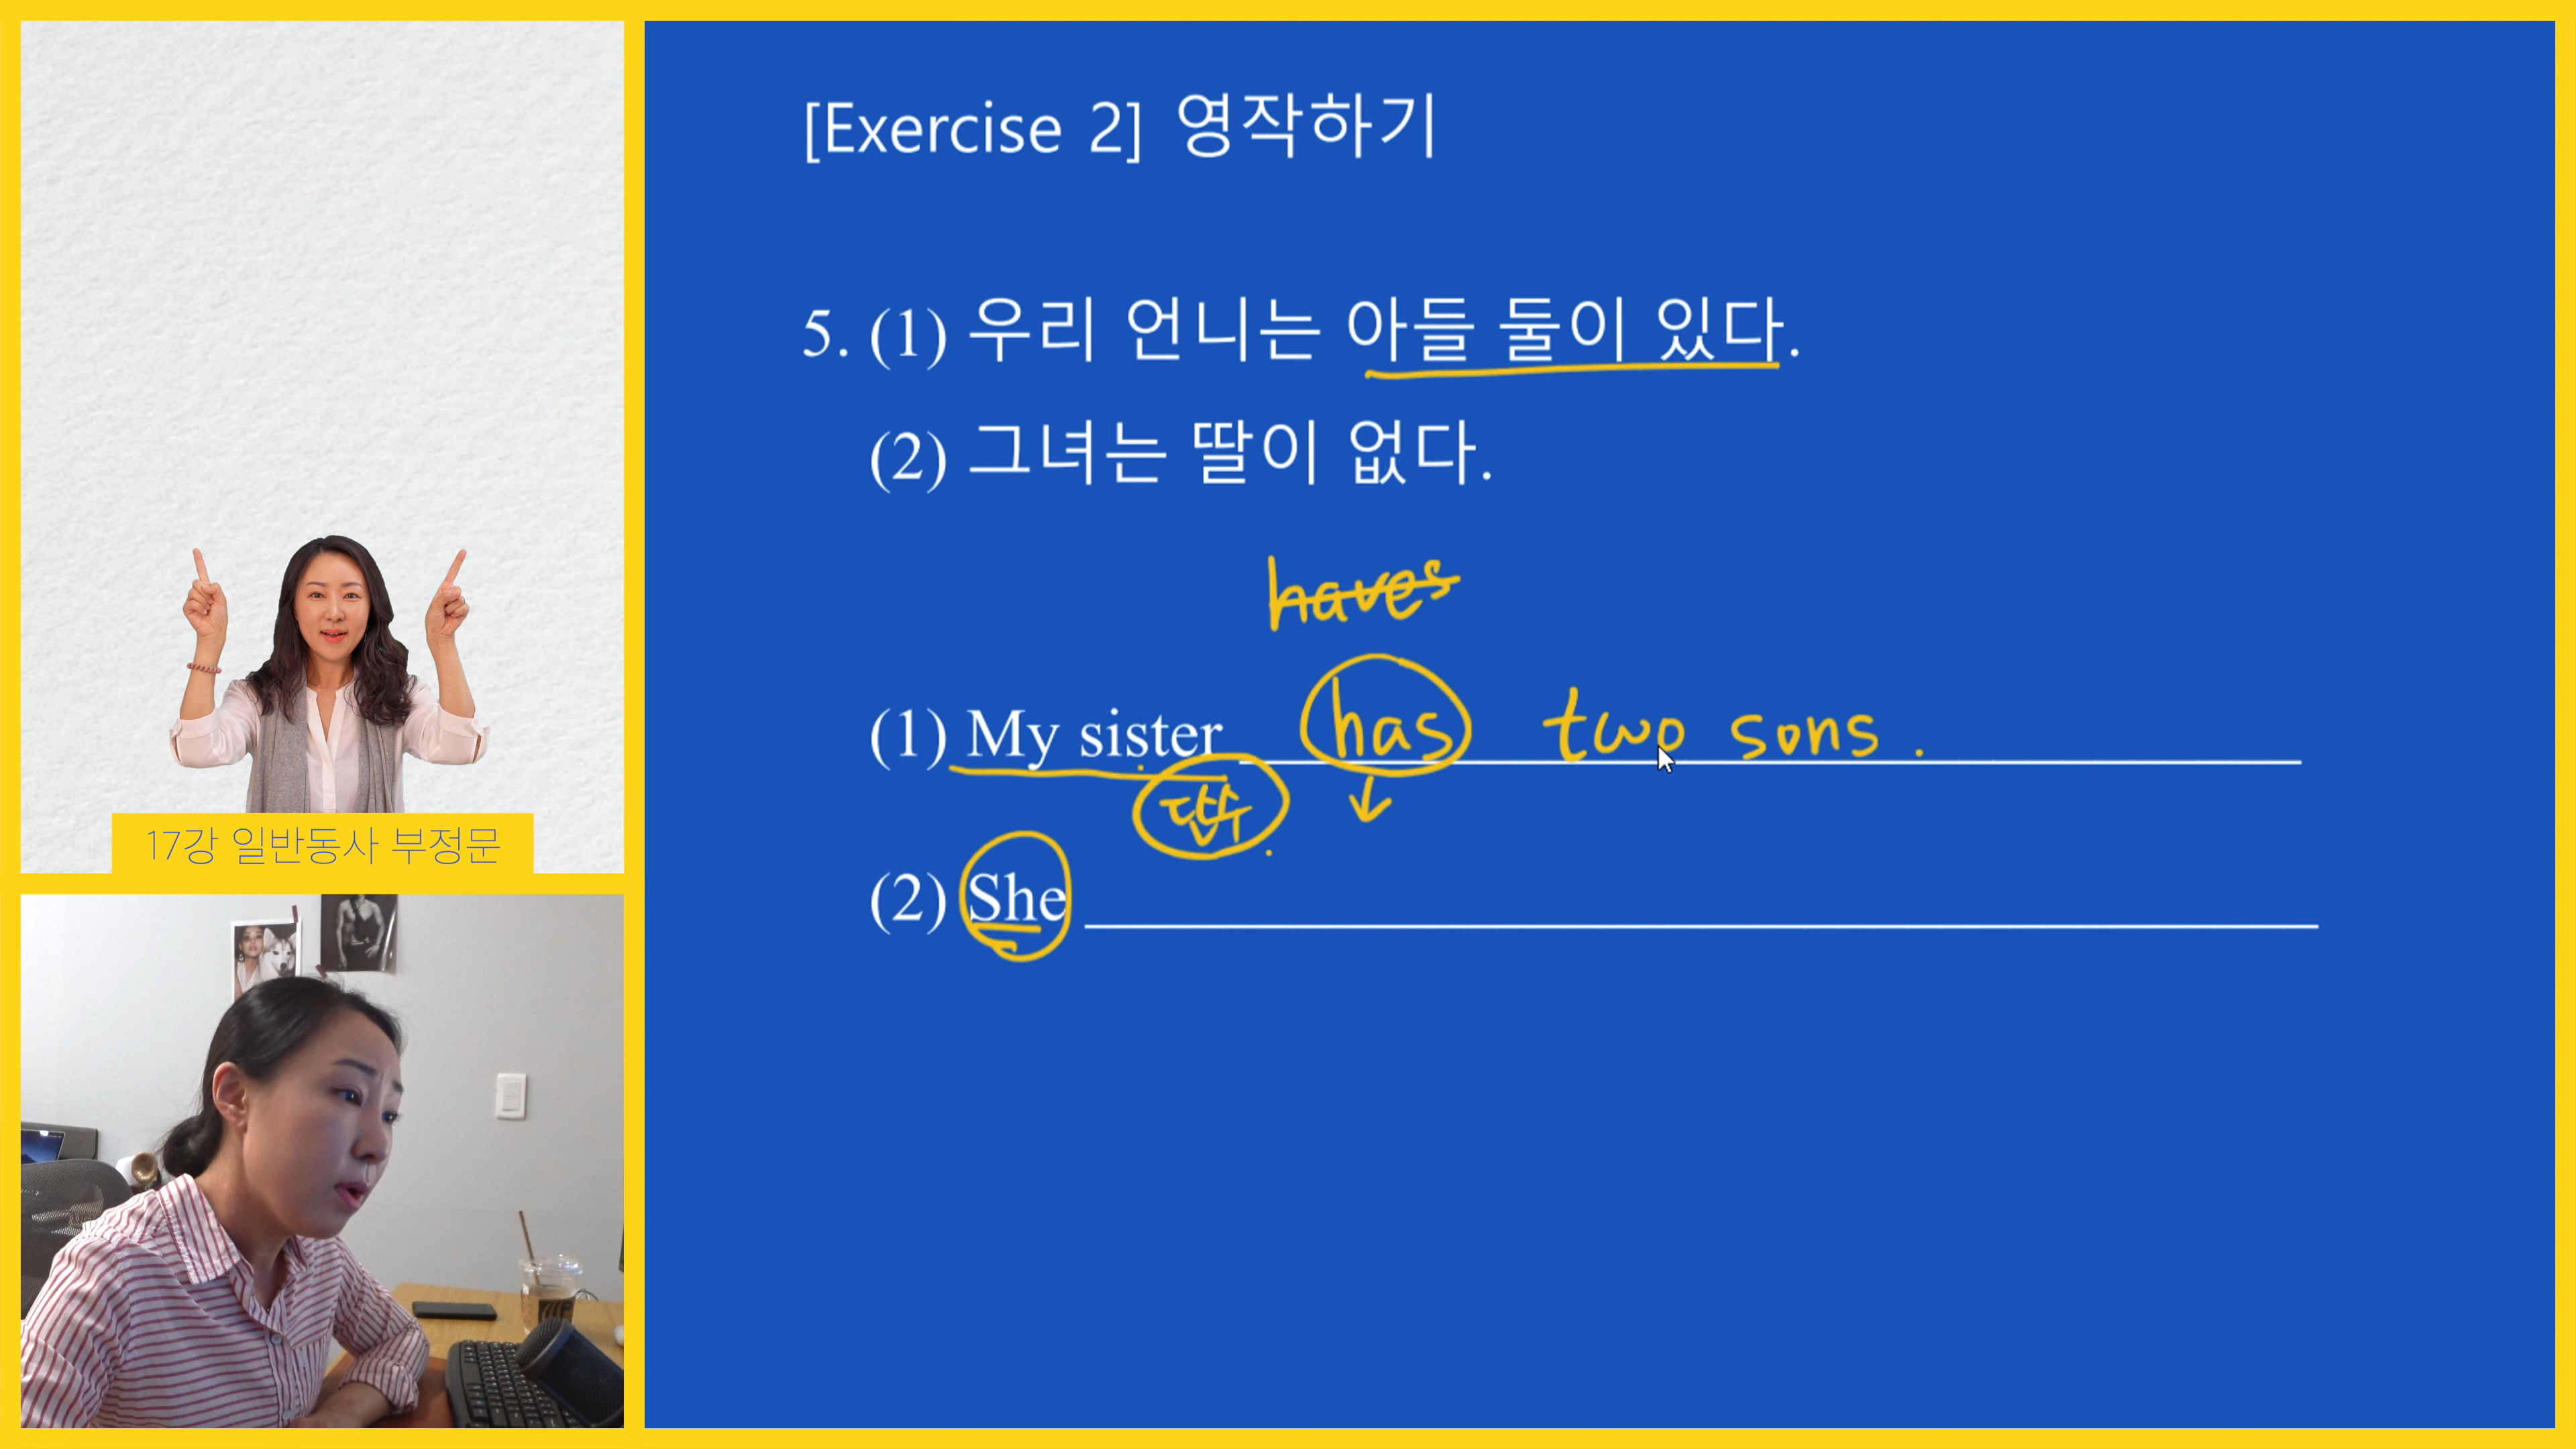 [Exercise 2] 영작하기
5. (1) 우리 언니는 아들 둘이 있다.
(2) 그녀는 딸이 없다.
haves
(1) My sister has two sons .
단수
(2) She
17강 일반동사 부정문